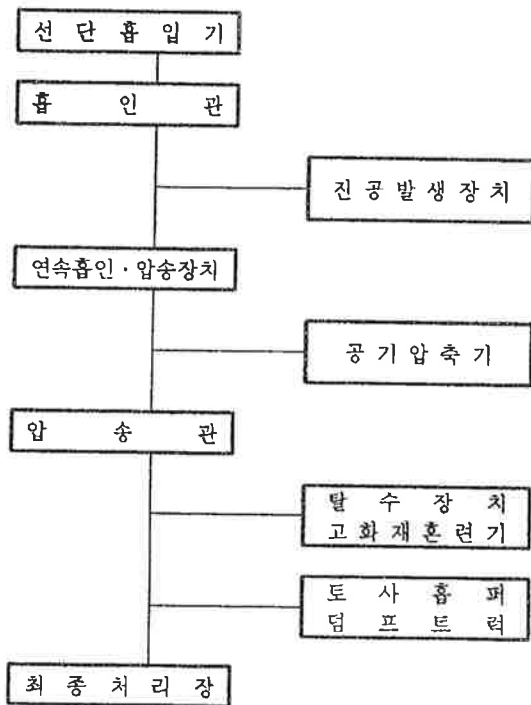 선 단 흡 입 기
흡 인 관
진 공 발 생 장 치
연속흡인 · 압송장치
공 기 압 축 기
압 송 관
탈 수 장 치
고 화 재 혼 련 기
토 사 홉 퍼
덤 프 트 럭
최 종 처 리 장